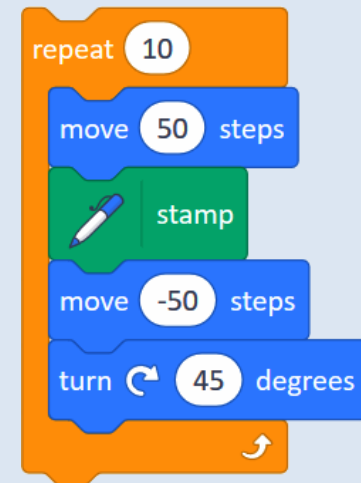 repeat 10
move 50 steps
stamp
move -50 steps
turn 45 degrees